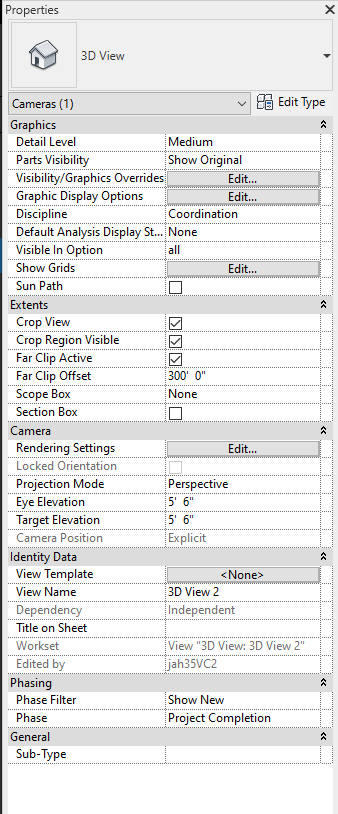 Properties
3D View
Cameras (1) Edit Type
Graphics
Detail Level Medium
Parts Visibility Show Original
Visibility/Graphics Overrides Edit...
Graphic Display Options Edit...
Discipline Coordination
Default Analysis Display St... None
Visible In Option all
Show Grids Edit...
Sun Path
Extents
Crop View
Crop Region Visible
Far Clip Active
Far Clip Offset 300' 0"
Scope Box None
Section Box
Camera
Rendering Settings Edit...
Locked Orientation
Projection Mode Perspective
Eye Elevation 5' 6"
Target Elevation 5' 6"
Camera Position Explicit
Identity Data
View Template <None>
View Name 3D View 2
Dependency Independent
Title on Sheet
Workset View "3D View: 3D View 2"
Edited by jah35VC2
Phasing
Phase Filter Show New
Phase Project Completion
General
Sub-Type